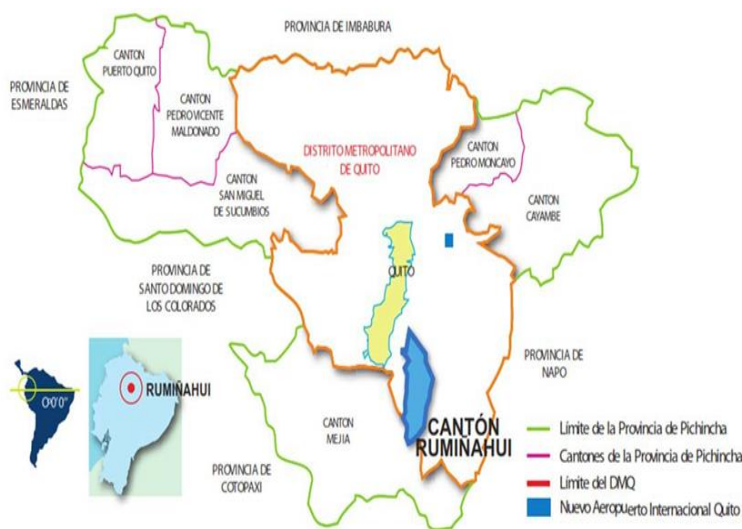 PROVINCIA DE IMBABURA
CANTON
PUERTO QUITO
PROVINCIA DE
ESMERALDAS
CANTON
PEDRO VICENTE
MALDONADO
DISTRITO METROPOLITANO
DE QUITO
CANTON
PEDRO MONCAYO
CANTON
SAN MIGUEL
DE SUCUMBIOS
CANTON
CAYAMBE
PROVINCIA DE
SANTO DOMINGO
DE LOS COLORADOS
QUITO
PROVINCIA DE
NAPO
0º0'0"
RUMIÑAHUI
CANTON
MEJIA
CANTÓN
RUMIÑAHUI
PROVINCIA DE
COTOPAXI
Límite de la Provincia de Pichincha
Cantones de la Provincia de Pichincha
Límite del DMQ
Nuevo Aeropuerto Internacional Quito